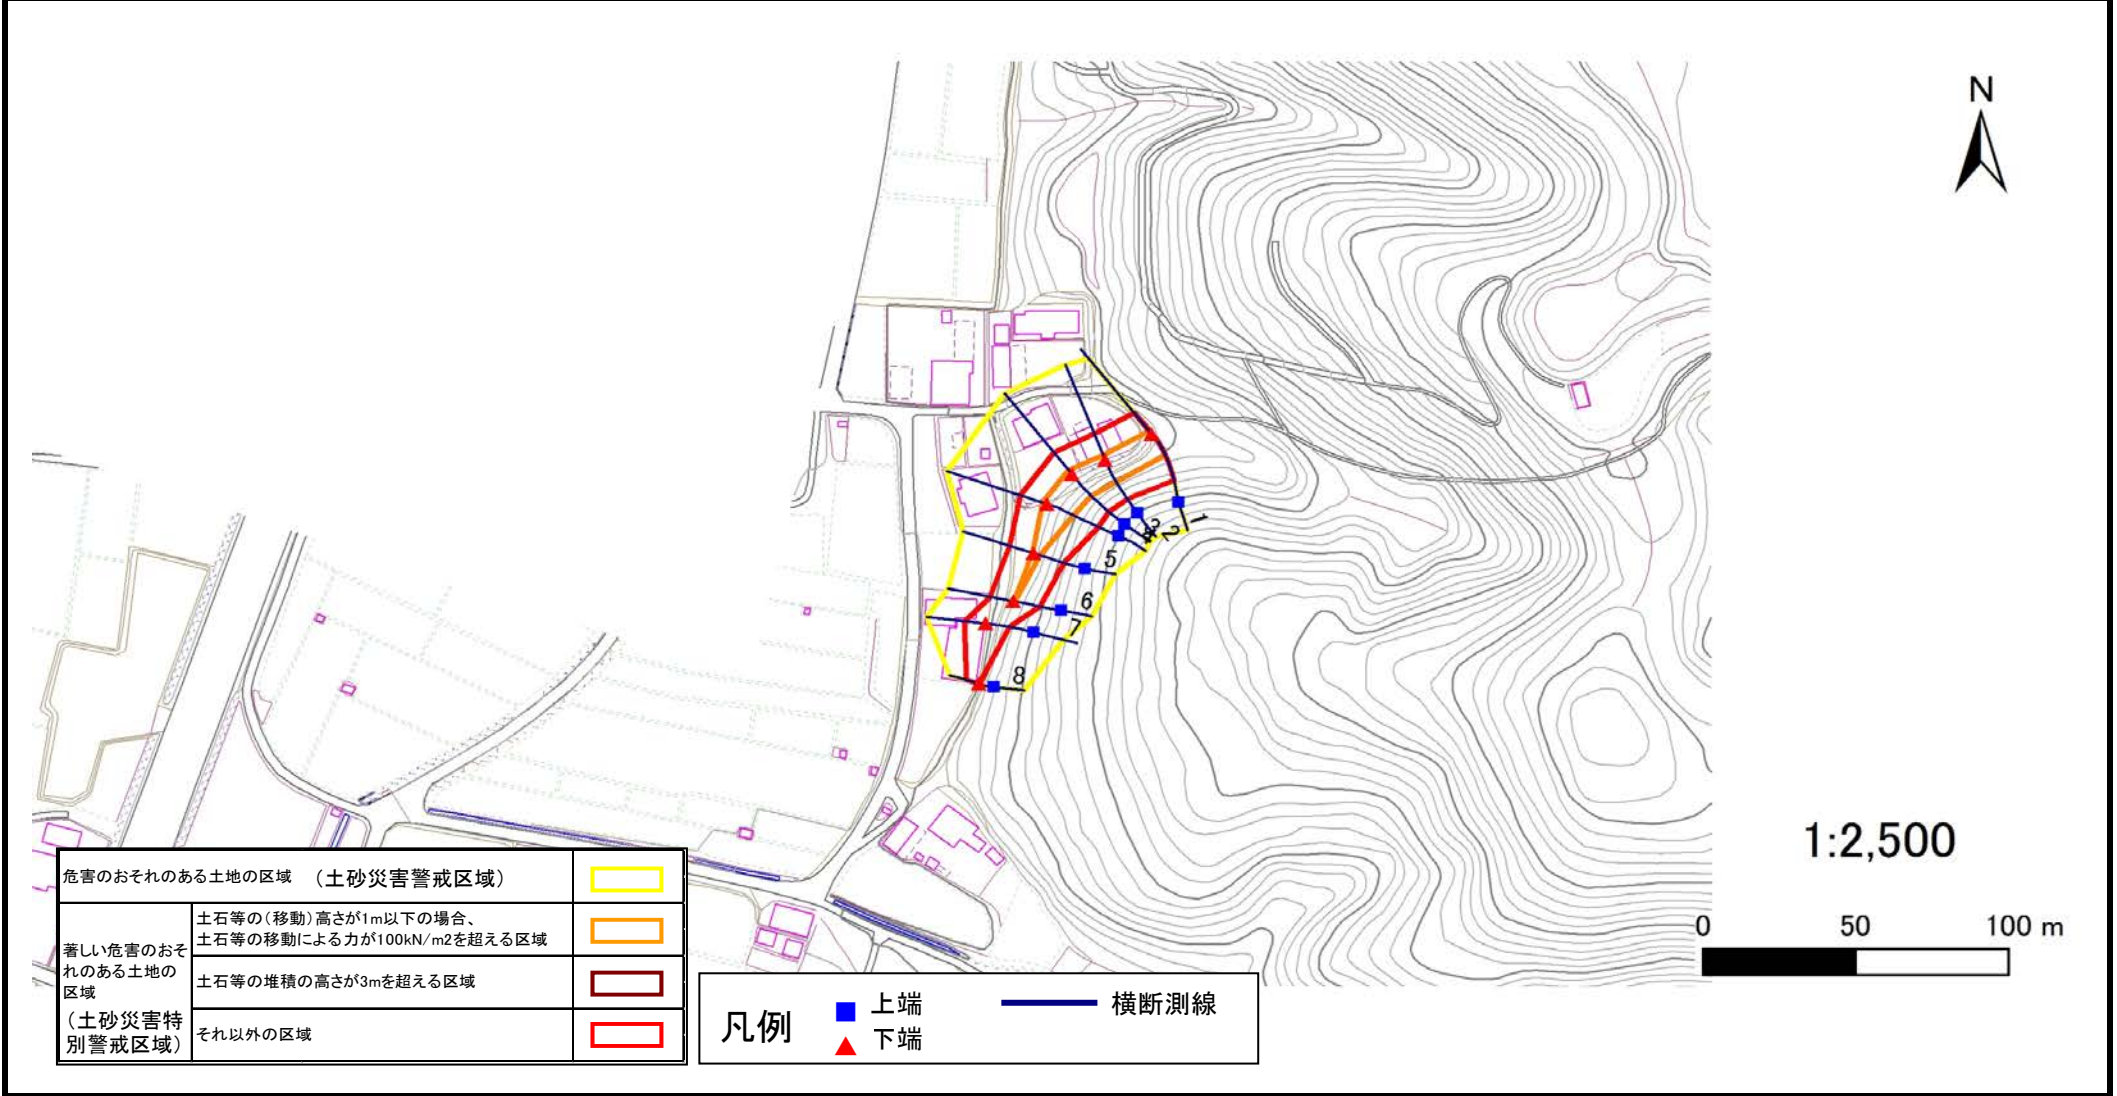 N
1
2
3
4
5
6
7
8
1:2,500
0 50 100 m
危害のおそれのある土地の区域 （土砂災害警戒区域）
著しい危害のおそ
れのある土地の
区域
（土砂災害特
別警戒区域）
土石等の（移動）高さが1m以下の場合、
土石等の移動による力が100kN/m2を超える区域
土石等の堆積の高さが3mを超える区域
それ以外の区域
凡例
上端
下端
横断測線